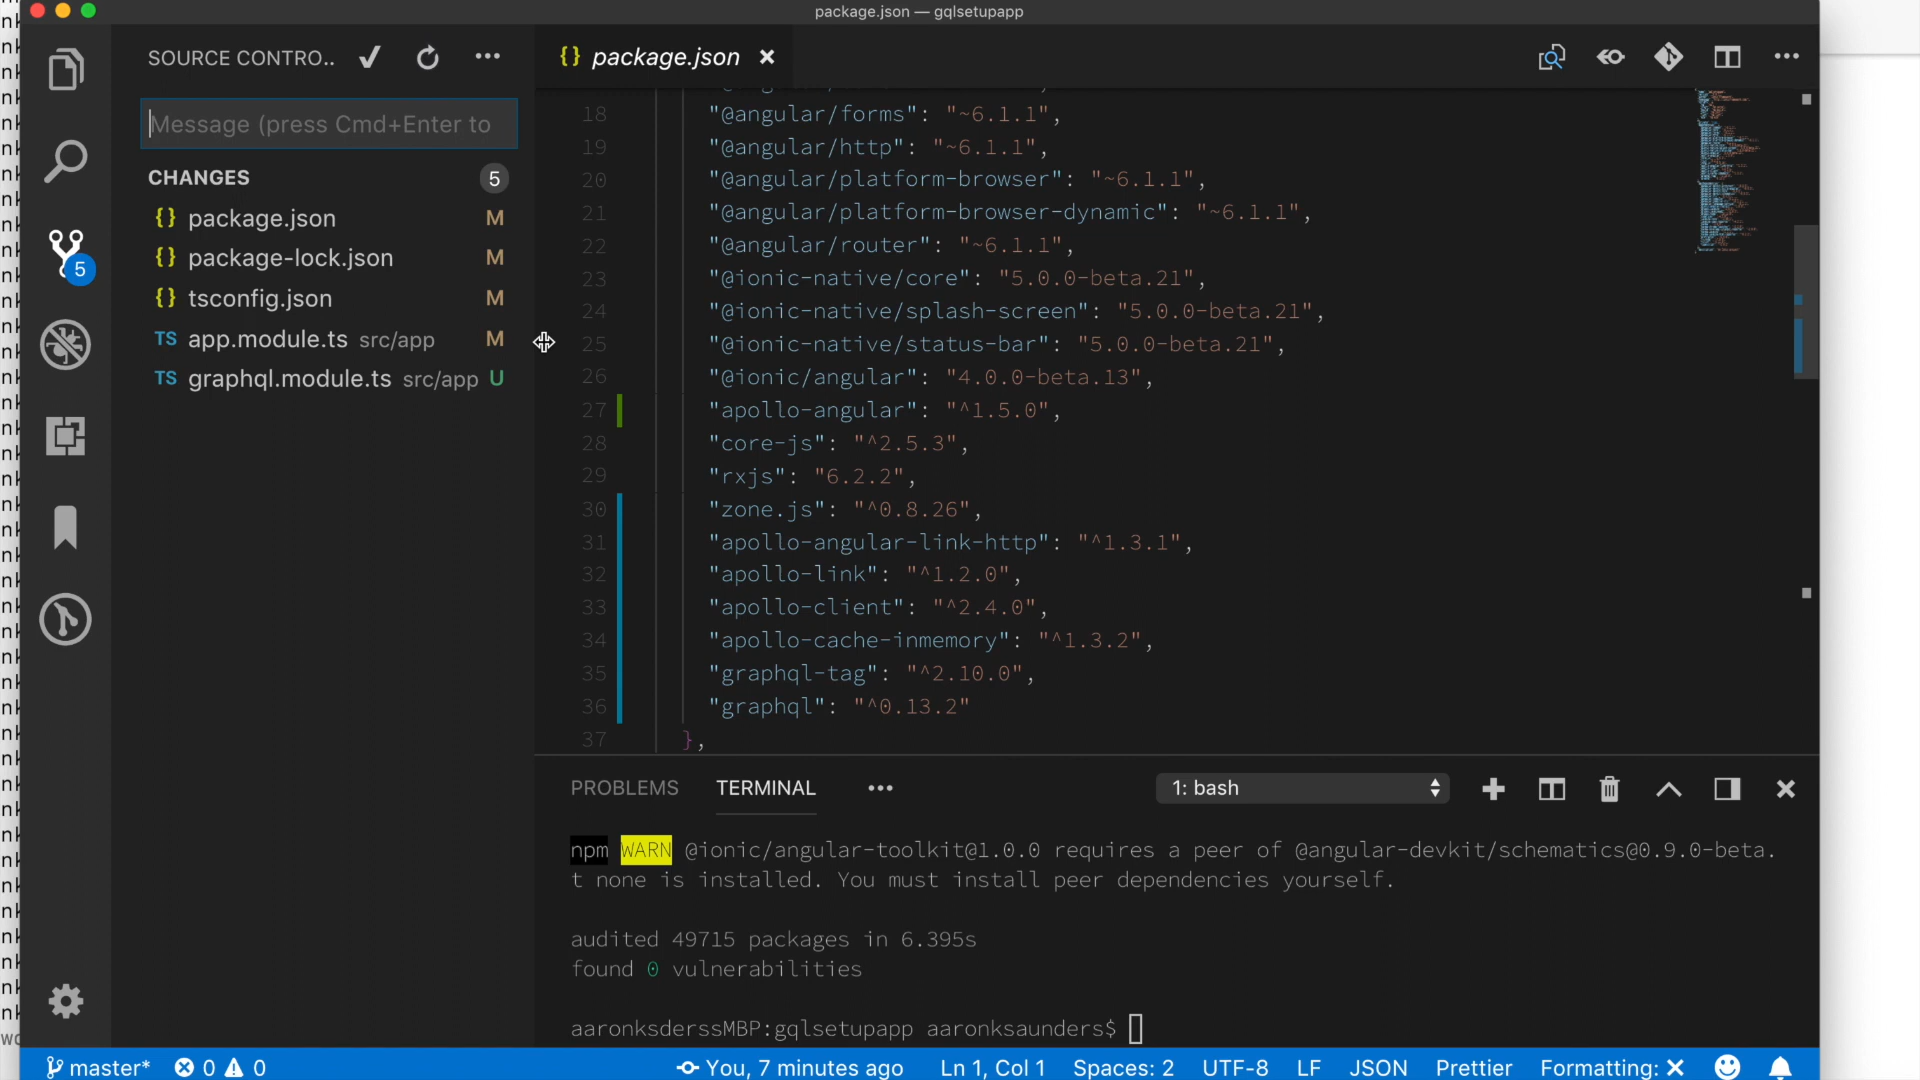 package.json — gqlsetupapp
SOURCE CONTRO..
{} package.json
Message (press Cmd+Enter to
CHANGES 5
{} package.json M
{} package-lock.json M
{} tsconfig.json M
TS app.module.ts src/app M
TS graphql.module.ts src/app U
5
18 "@angular/forms": "~6.1.1",
19 "@angular/http": "~6.1.1",
20 "@angular/platform-browser": "~6.1.1",
21 "@angular/platform-browser-dynamic": "~6.1.1",
22 "@angular/router": "~6.1.1",
23 "@ionic-native/core": "5.0.0-beta.21",
24 "@ionic-native/splash-screen": "5.0.0-beta.21",
25 "@ionic-native/status-bar": "5.0.0-beta.21",
26 "@ionic/angular": "4.0.0-beta.13",
27 "apollo-angular": "^1.5.0",
28 "core-js": "^2.5.3",
29 "rxjs": "6.2.2",
30 "zone.js": "^0.8.26",
31 "apollo-angular-link-http": "^1.3.1",
32 "apollo-link": "^1.2.0",
33 "apollo-client": "^2.4.0",
34 "apollo-cache-inmemory": "^1.3.2",
35 "graphql-tag": "^2.10.0",
36 "graphql": "^0.13.2"
37 },
PROBLEMS TERMINAL
1: bash
npm WARN @ionic/angular-toolkit@1.0.0 requires a peer of @angular-devkit/schematics@0.9.0-beta.
t none is installed. You must install peer dependencies yourself.
audited 49715 packages in 6.395s
found 0 vulnerabilities
aaronksderssMBP:gqlsetupapp aaronksaunders$
master* 0 0 You, 7 minutes ago Ln 1, Col 1 Spaces: 2 UTF-8 LF JSON Prettier Formatting: ✕